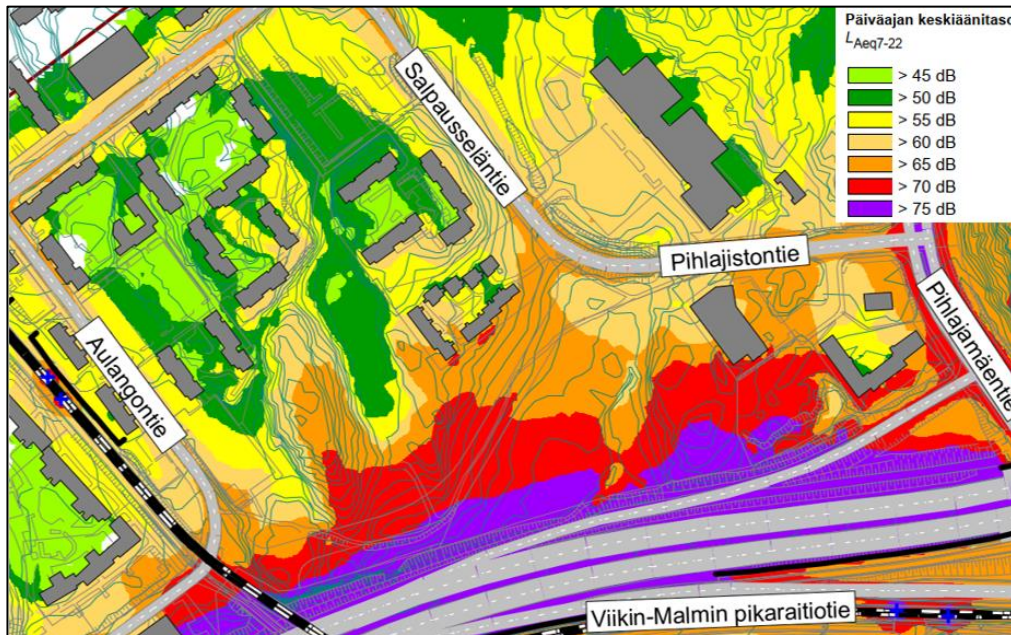 Päiväajan keskiäänitaso
LAeq7-22
> 45 dB
> 50 dB
> 55 dB
> 60 dB
> 65 dB
> 70 dB
> 75 dB
Salpausseläntie
Pihlajistontie
Pihlajamäentie
Aulangontie
Viikin-Malmin pikaraitiotie